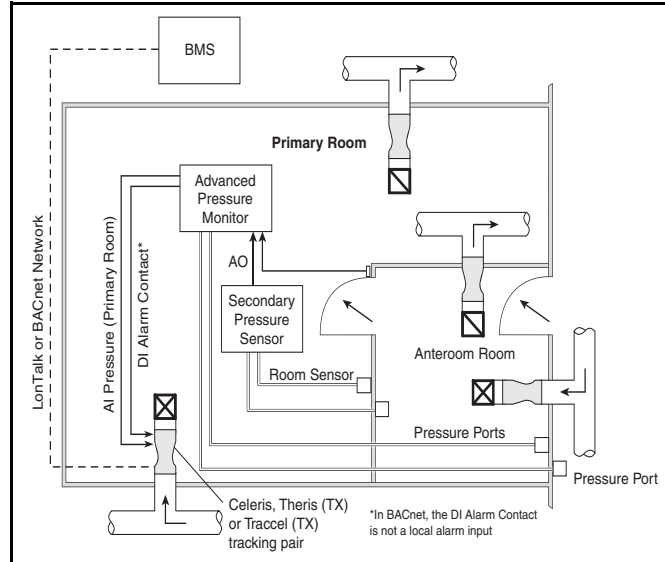 BMS
Primary Room
Advanced
Pressure
Monitor
AO
Secondary
Pressure
Sensor
Anteroom Room
Room Sensor
Pressure Ports
Pressure Port
LonTalk or BACnet Network
AI Pressure (Primary Room)
DI Alarm Contact*
Celeris, Theris (TX)
or Traccel (TX)
tracking pair
*In BACnet, the DI Alarm Contact
is not a local alarm input